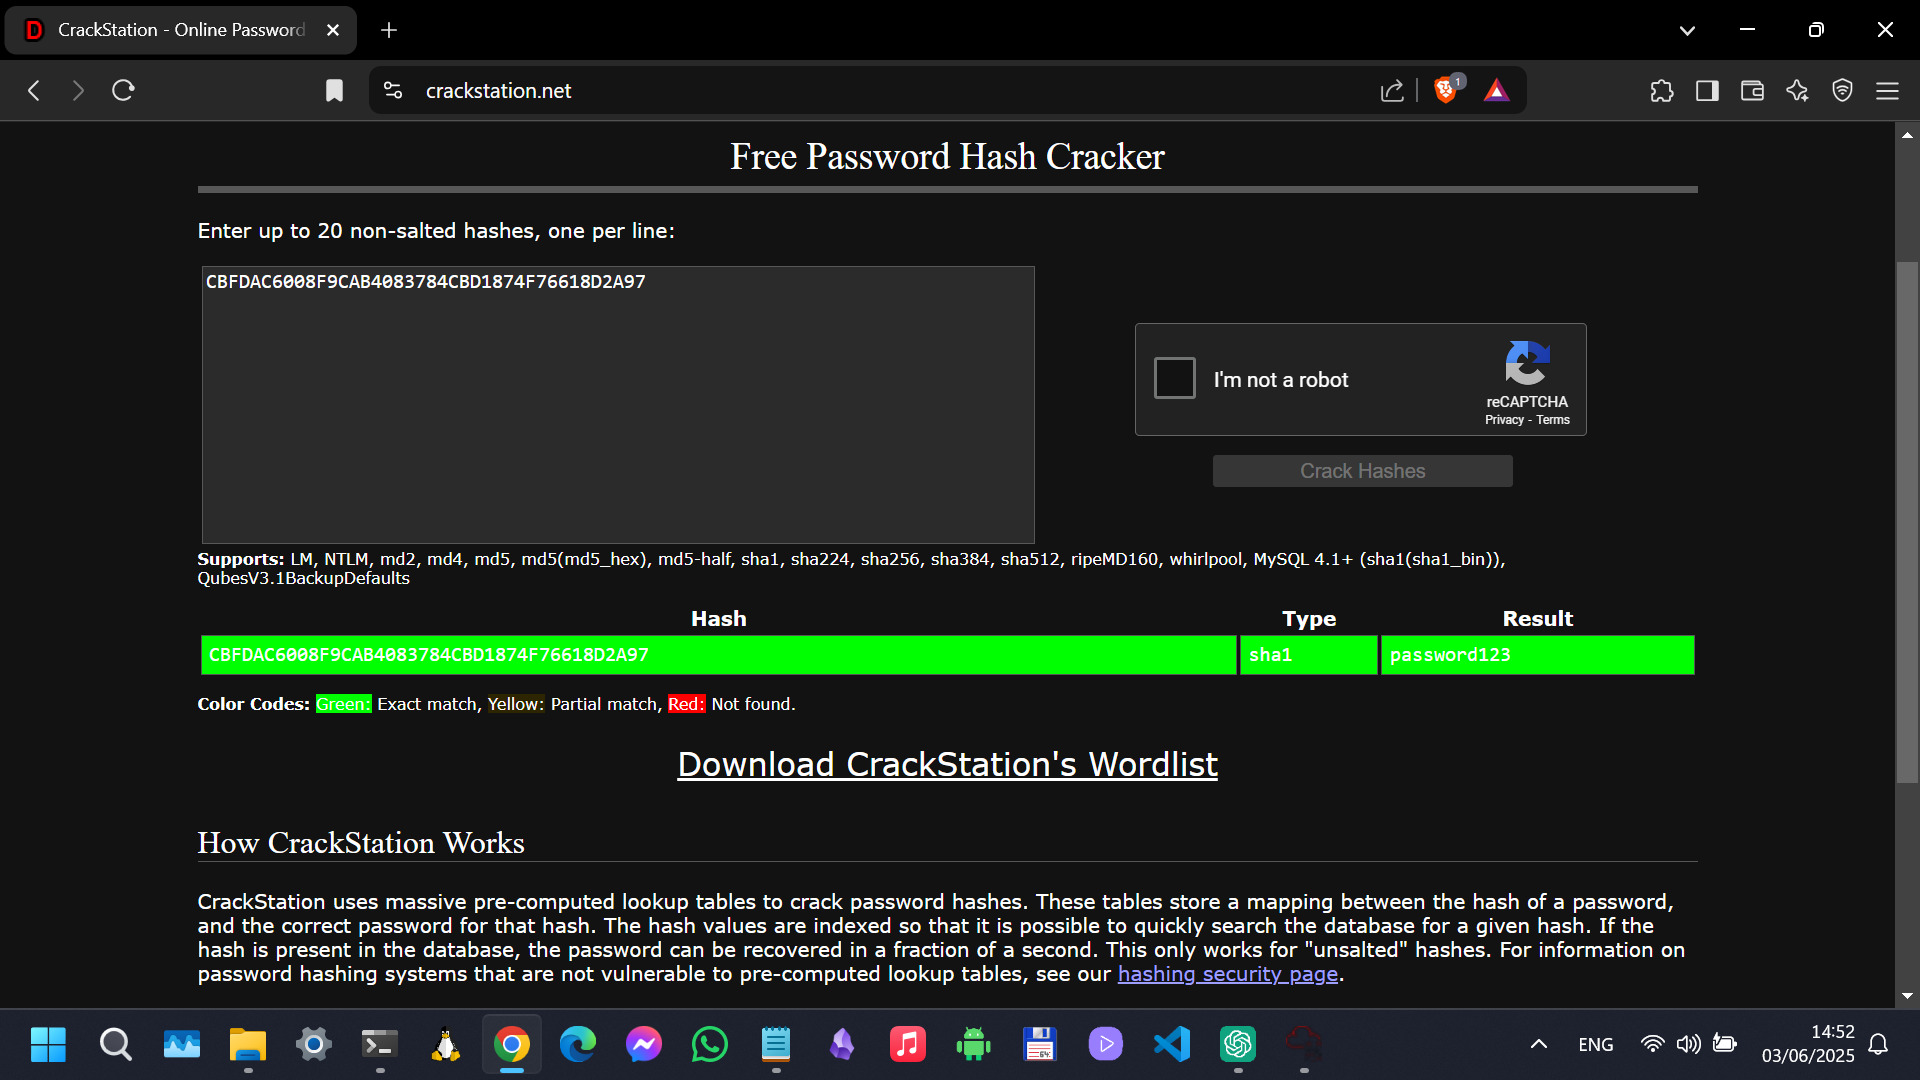 CrackStation - Online Password
crackstation.net
1
Free Password Hash Cracker
Enter up to 20 non-salted hashes, one per line:
CBFDAC6008F9CAB4083784CBD1874F76618D2A97
I'm not a robot
reCAPTCHA
Privacy - Terms
Crack Hashes
Supports: LM, NTLM, md2, md4, md5, md5(md5_hex), md5-half, sha1, sha224, sha256, sha384, sha512, ripeMD160, whirlpool, MySQL 4.1+ (sha1(sha1_bin)),
QubesV3.1BackupDefaults
Hash Type Result
CBFDAC6008F9CAB4083784CBD1874F76618D2A97 sha1 password123
Color Codes: Green: Exact match, Yellow: Partial match, Red: Not found.
Download CrackStation's Wordlist
How CrackStation Works
CrackStation uses massive pre-computed lookup tables to crack password hashes. These tables store a mapping between the hash of a password,
and the correct password for that hash. The hash values are indexed so that it is possible to quickly search the database for a given hash. If the
hash is present in the database, the password can be recovered in a fraction of a second. This only works for "unsalted" hashes. For information on
password hashing systems that are not vulnerable to pre-computed lookup tables, see our hashing security page.
64
ENG
14:52
03/06/2025